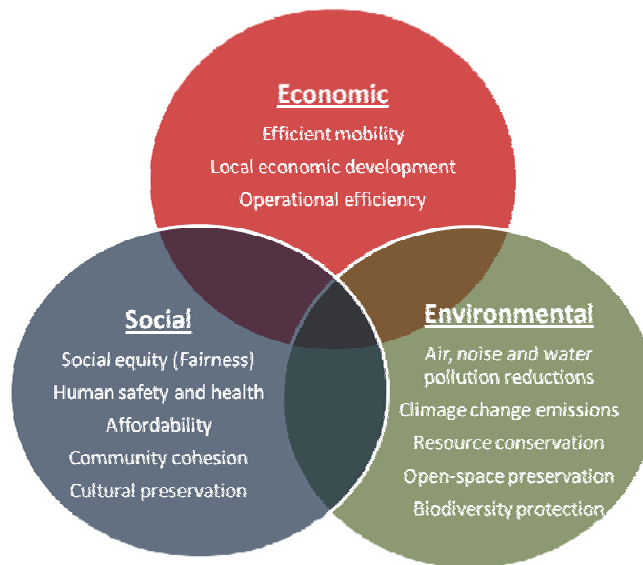 Economic
Efficient mobility
Local economic development
Operational efficiency
Social
Social equity (Fairness)
Human safety and health
Affordability
Community cohesion
Cultural preservation
Environmental
Air, noise and water
pollution reductions
Climage change emissions
Resource conservation
Open-space preservation
Biodiversity protection